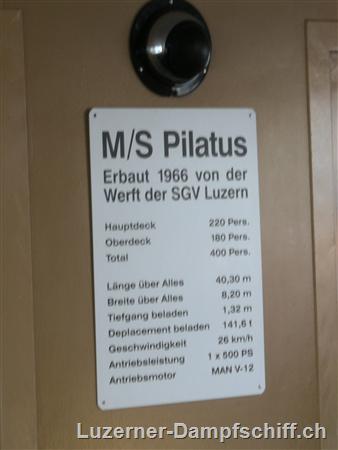 M/S Pilatus
Erbaut 1966 von der
Werft der SGV Luzern
Hauptdeck 220 Pers.
Oberdeck 180 Pers.
Total 400 Pers.
Länge über Alles 40,30 m
Breite über Alles 8,20 m
Tiefgang beladen 1,32 m
Deplacement beladen 141,6 t
Geschwindigkeit 26 km/h
Antriebsleistung 1 x 500 PS
Antriebsmotor MAN V-12
Luzerner-Dampfschiff.ch